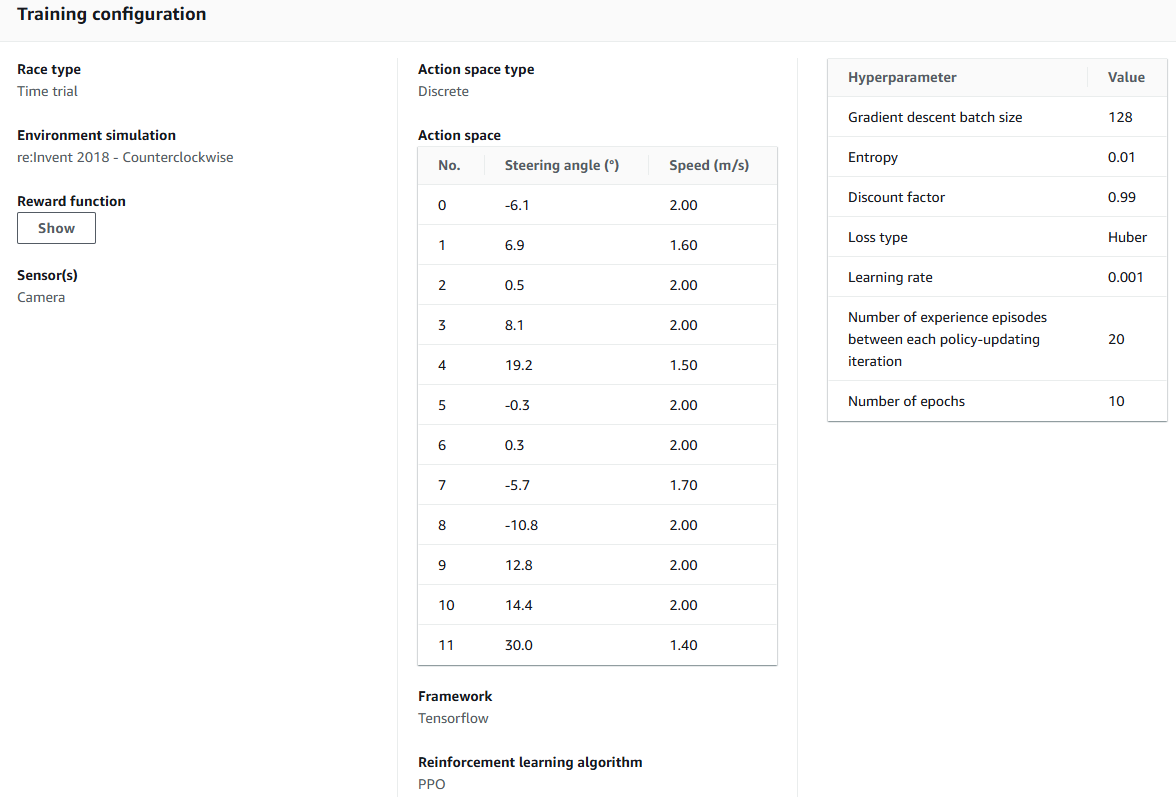 Training configuration
Race type
Time trial
Environment simulation
re:Invent 2018 - Counterclockwise
Reward function
Show
Sensor(s)
Camera
Action space type
Discrete
Action space
No. Steering angle (°) Speed (m/s)
0 -6.1 2.00
1 6.9 1.60
2 0.5 2.00
3 8.1 2.00
4 19.2 1.50
5 -0.3 2.00
6 0.3 2.00
7 -5.7 1.70
8 -10.8 2.00
9 12.8 2.00
10 14.4 2.00
11 30.0 1.40
Framework
Tensorflow
Reinforcement learning algorithm
PPO
Hyperparameter Value
Gradient descent batch size 128
Entropy 0.01
Discount factor 0.99
Loss type Huber
Learning rate 0.001
Number of experience episodes
between each policy-updating 20
iteration
Number of epochs 10